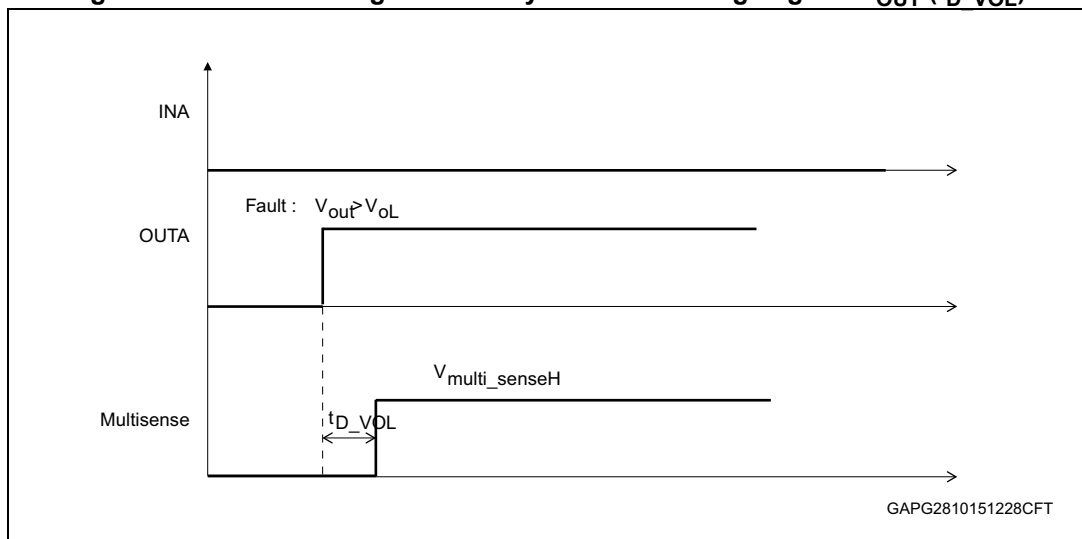 INA
Fault : Vout>VoL
OUTA
Vmulti_senseH
Multisense
tD_VOL
GAPG2810151228CFT